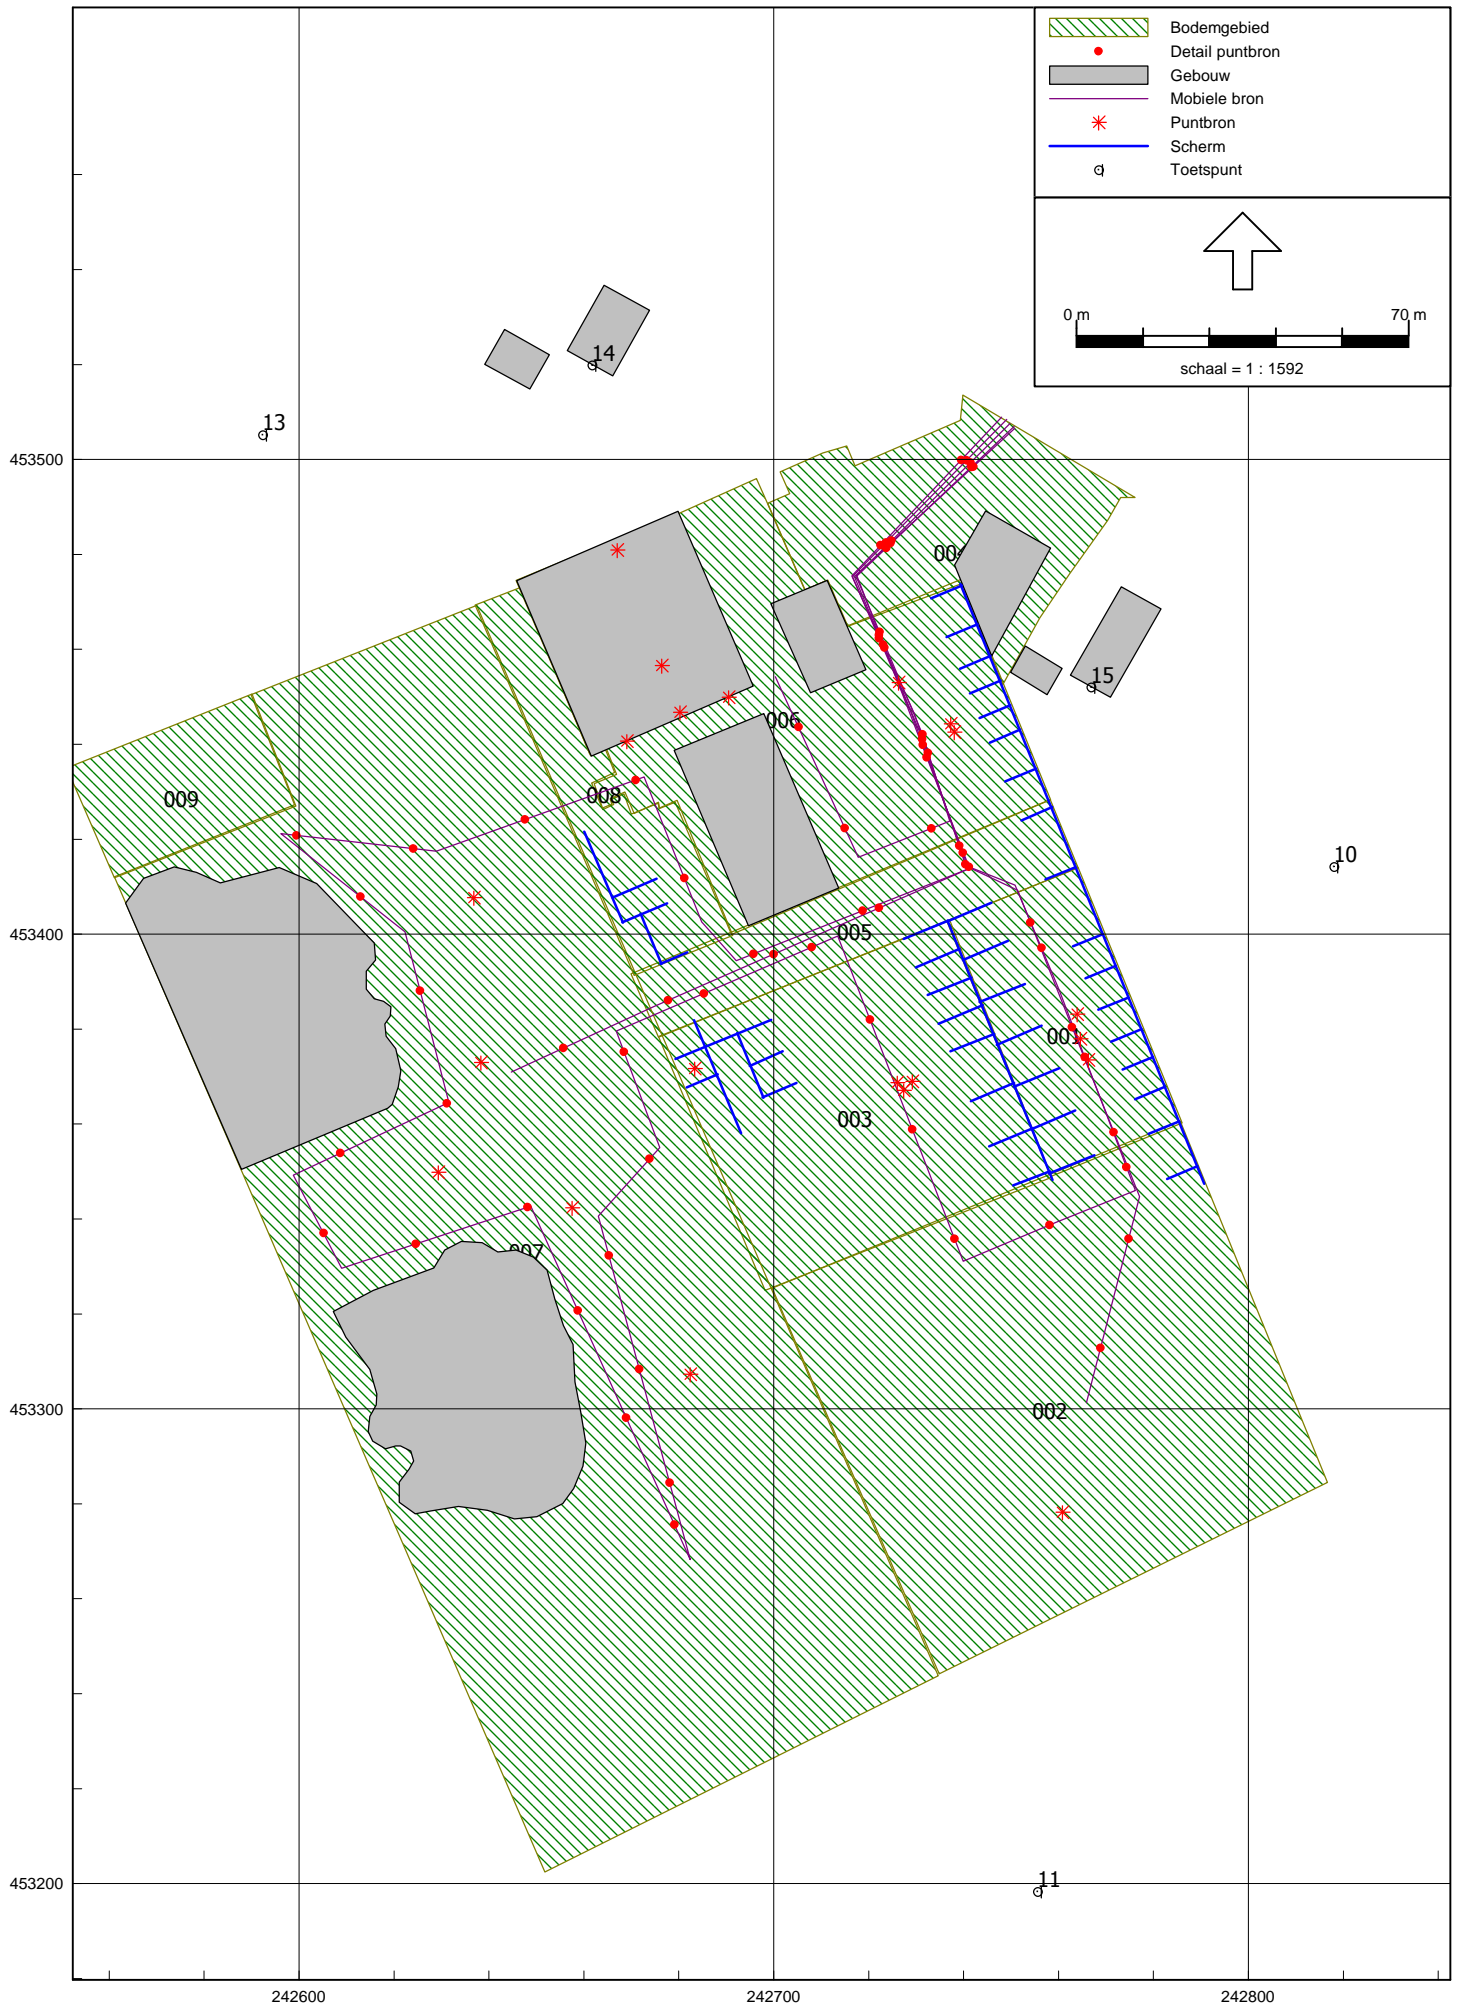 Bodemgebied
Detail puntbron
Gebouw
Mobiele bron
Puntbron
Scherm
Toetspunt
0 m 70 m
schaal = 1 : 1592
14
13
453500
004
15
006
009
008
10
453400
005
001
003
007
453300
002
453200
11
242600 242700 242800